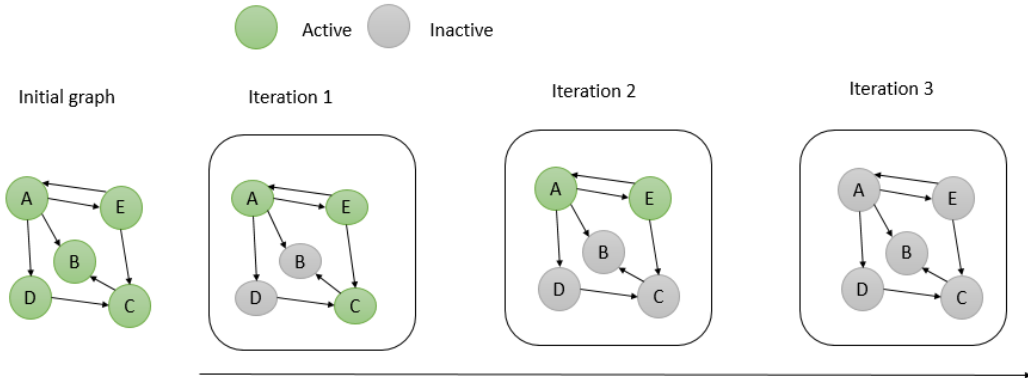 Active Inactive
Initial graph Iteration 1 Iteration 2 Iteration 3
A E B D C
A E B D C
A E B D C
A E B D C